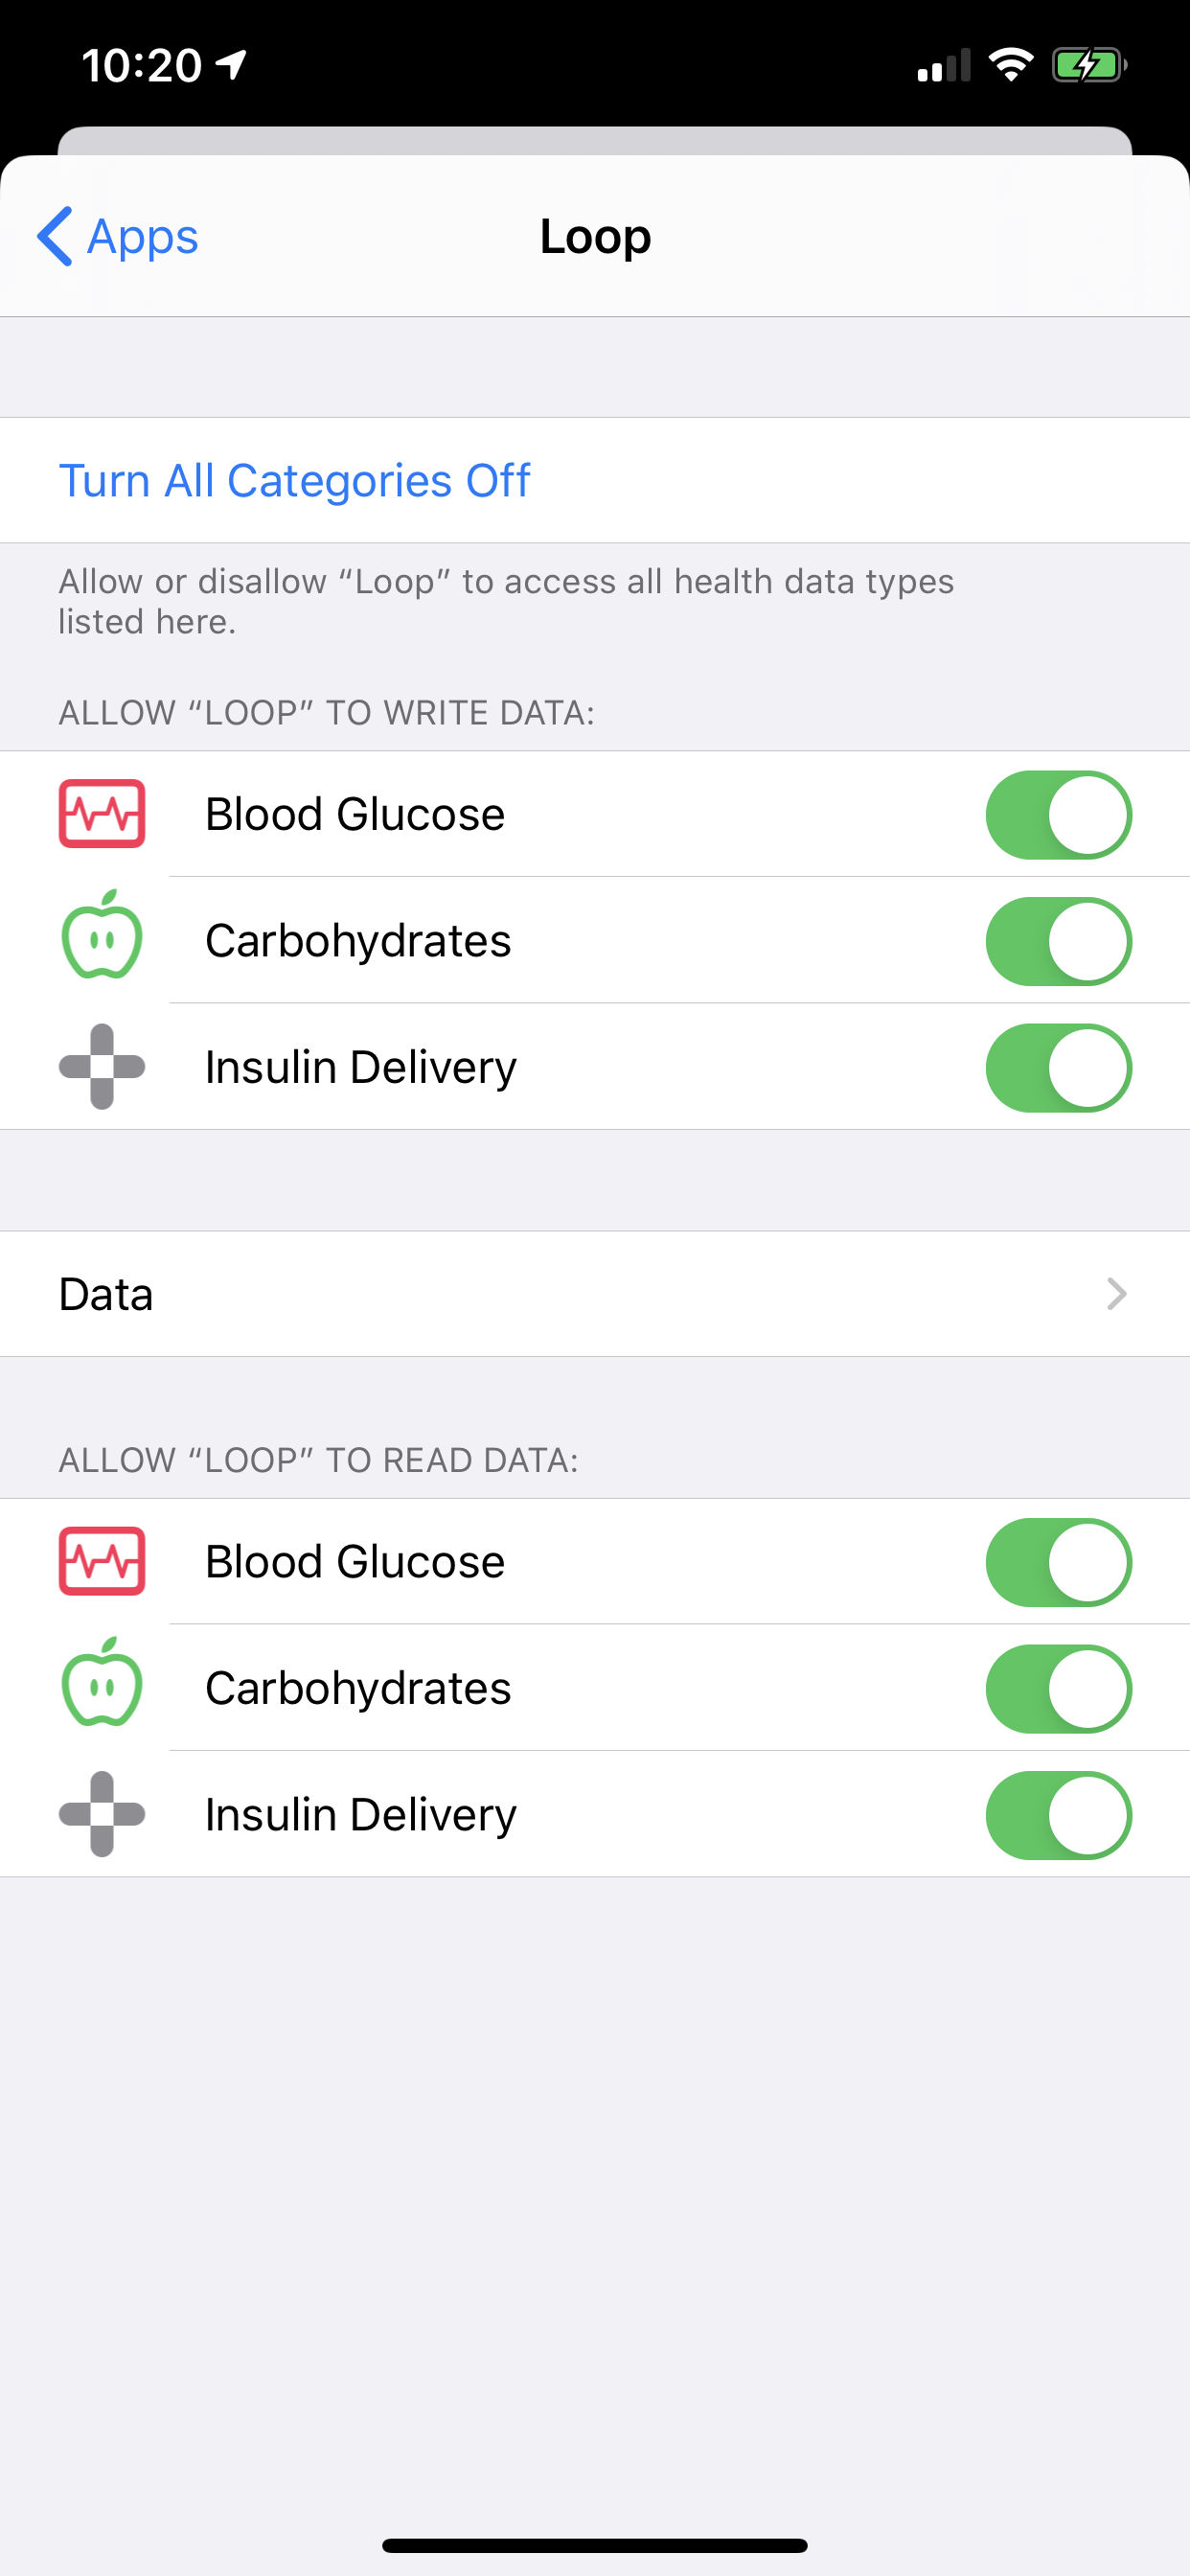 10:20
Apps
Loop
Turn All Categories Off
Allow or disallow “Loop” to access all health data types
listed here.
ALLOW “LOOP” TO WRITE DATA:
Blood Glucose
Carbohydrates
Insulin Delivery
Data
ALLOW “LOOP” TO READ DATA:
Blood Glucose
Carbohydrates
Insulin Delivery